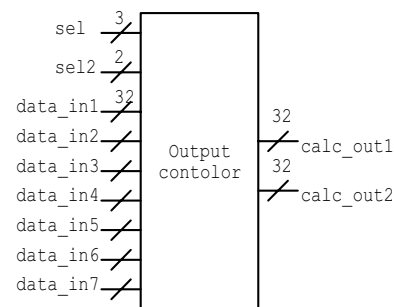 sel 3
sel2 2
data_in1 32
data_in2
data_in3
data_in4
data_in5
data_in6
data_in7
Output
contolor
32
calc_out1
32
calc_out2